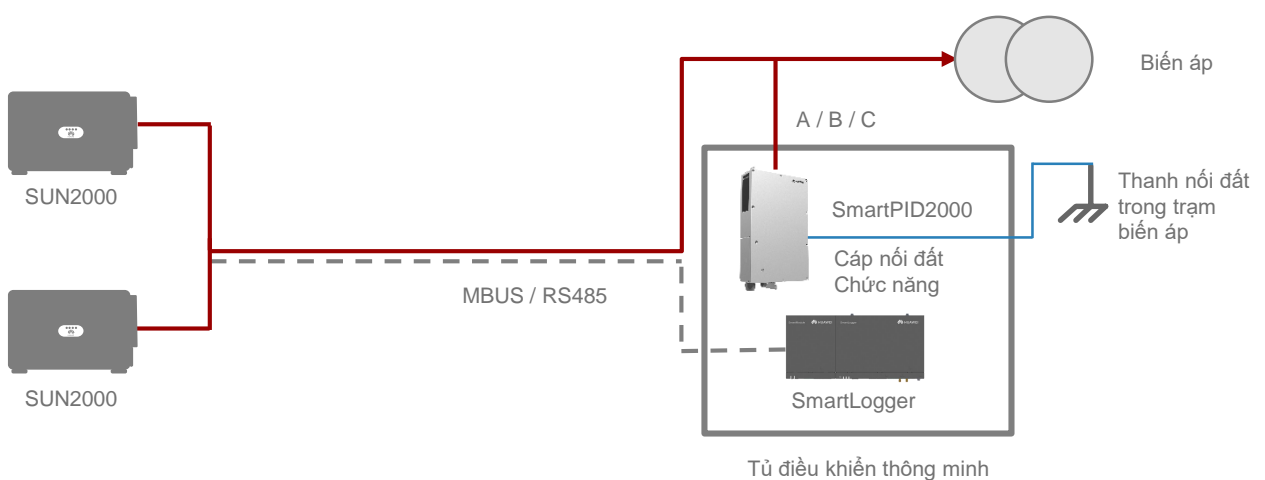 Biến áp
A / B / C
SUN2000
SmartPID2000
Thanh nối đất
trong trạm
biến áp
Cáp nối đất
Chức năng
MBUS / RS485
SUN2000
SmartLogger
Tủ điều khiển thông minh